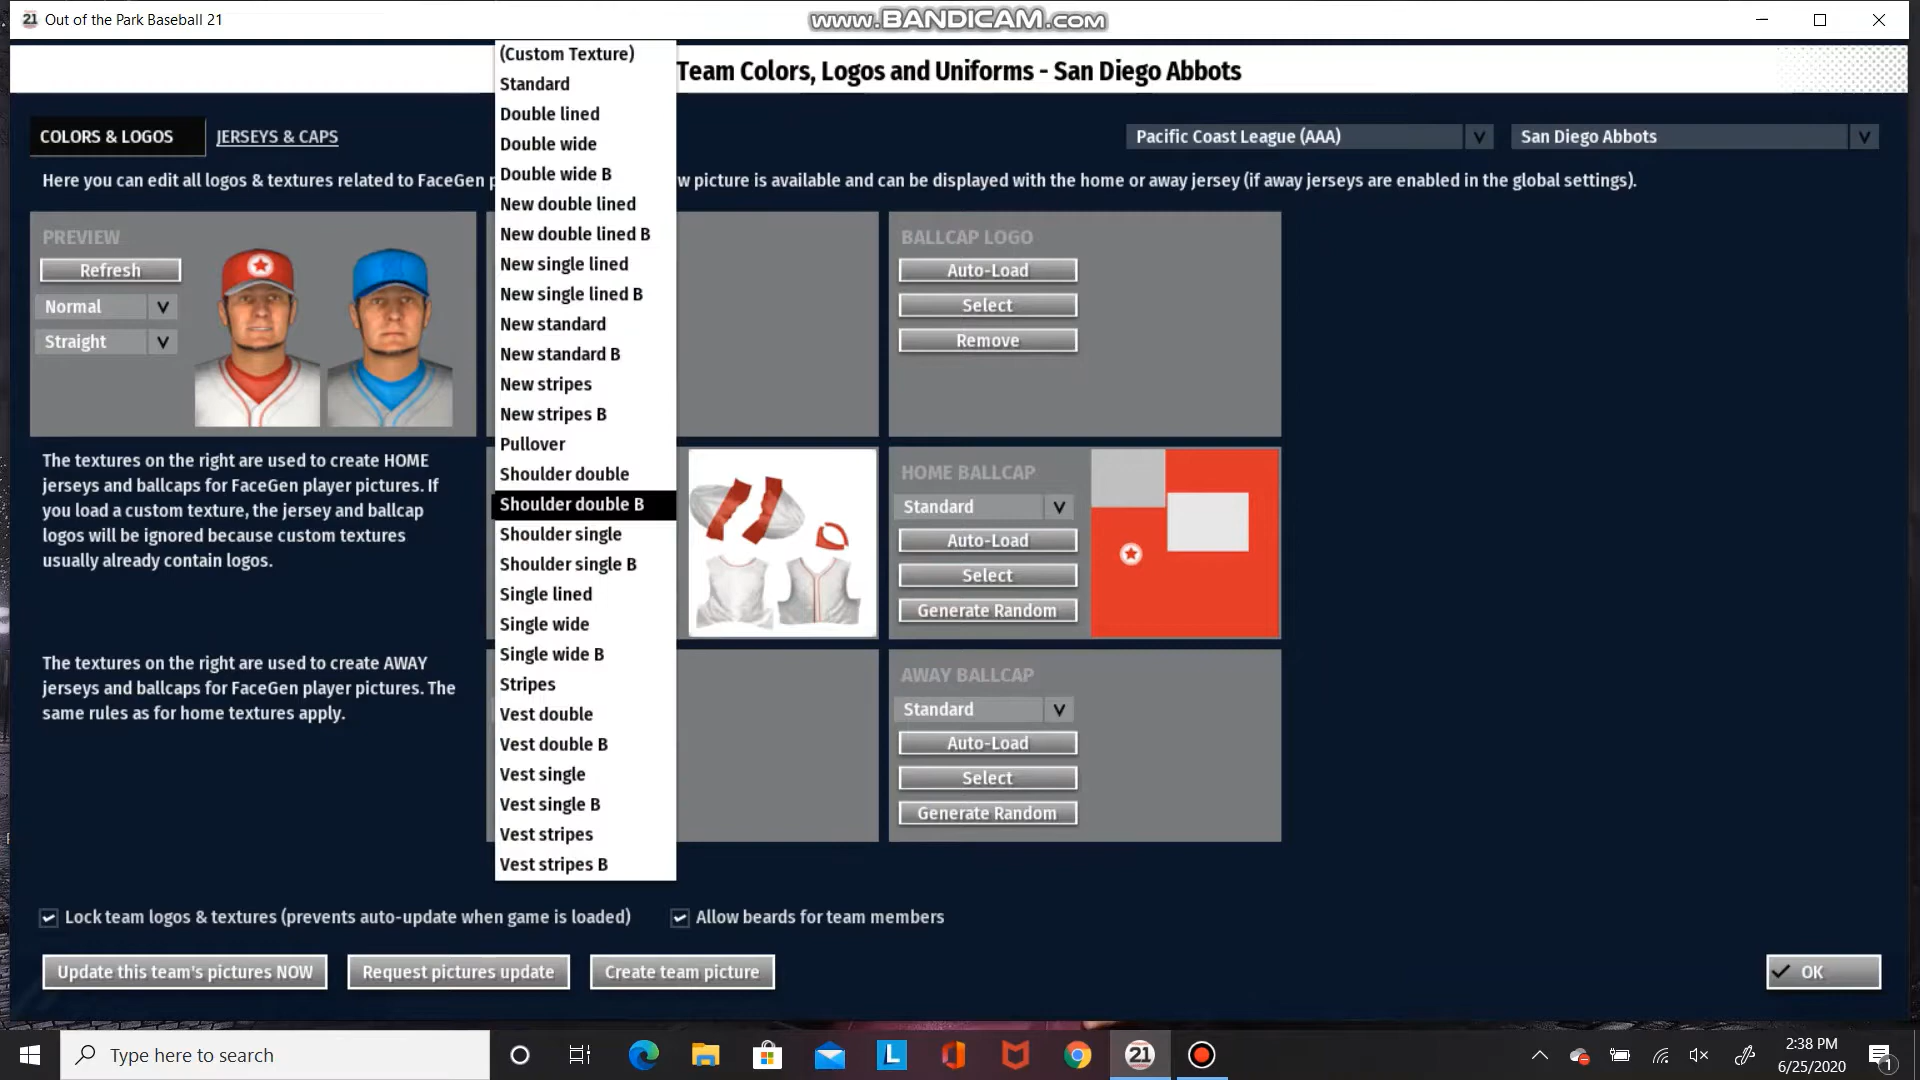 21 Out of the Park Baseball 21
www.BANDICAM.com
Team Colors, Logos and Uniforms - San Diego Abbots
COLORS & LOGOS
JERSEYS & CAPS
Pacific Coast League (AAA)
San Diego Abbots
Here you can edit all logos & textures related to FaceGen p
w picture is available and can be displayed with the home or away jersey (if away jerseys are enabled in the global settings).
(Custom Texture)
Standard
Double lined
Double wide
Double wide B
New double lined
New double lined B
New single lined
New single lined B
New standard
New standard B
New stripes
New stripes B
Pullover
Shoulder double
Shoulder double B
Shoulder single
Shoulder single B
Single lined
Single wide
Single wide B
Stripes
Vest double
Vest double B
Vest single
Vest single B
Vest stripes
Vest stripes B
PREVIEW
Refresh
Normal
Straight
BALLCAP LOGO
Auto-Load
Select
Remove
The textures on the right are used to create HOME
jerseys and ballcaps for FaceGen player pictures. If
you load a custom texture, the jersey and ballcap
logos will be ignored because custom textures
usually already contain logos.
HOME BALLCAP
Standard
Auto-Load
Select
Generate Random
The textures on the right are used to create AWAY
jerseys and ballcaps for FaceGen player pictures. The
same rules as for home textures apply.
AWAY BALLCAP
Standard
Auto-Load
Select
Generate Random
Lock team logos & textures (prevents auto-update when game is loaded)
Allow beards for team members
Update this team's pictures NOW
Request pictures update
Create team picture
OK
Type here to search
L
21
2:38 PM
6/25/2020
1